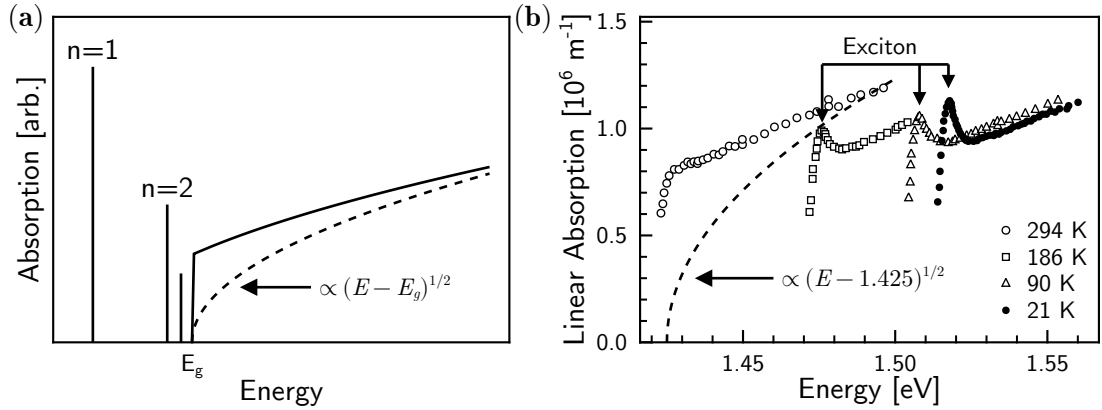 (a)
Absorption [arb.]
n=1
n=2
∝(E−E_g)^{1/2}
E_g
Energy
(b)
Linear Absorption [10^6 m^{-1}]
1.5
1.0
0.5
0.0
Exciton
∝(E−1.425)^{1/2}
294 K
186 K
90 K
21 K
1.45
1.50
1.55
Energy [eV]